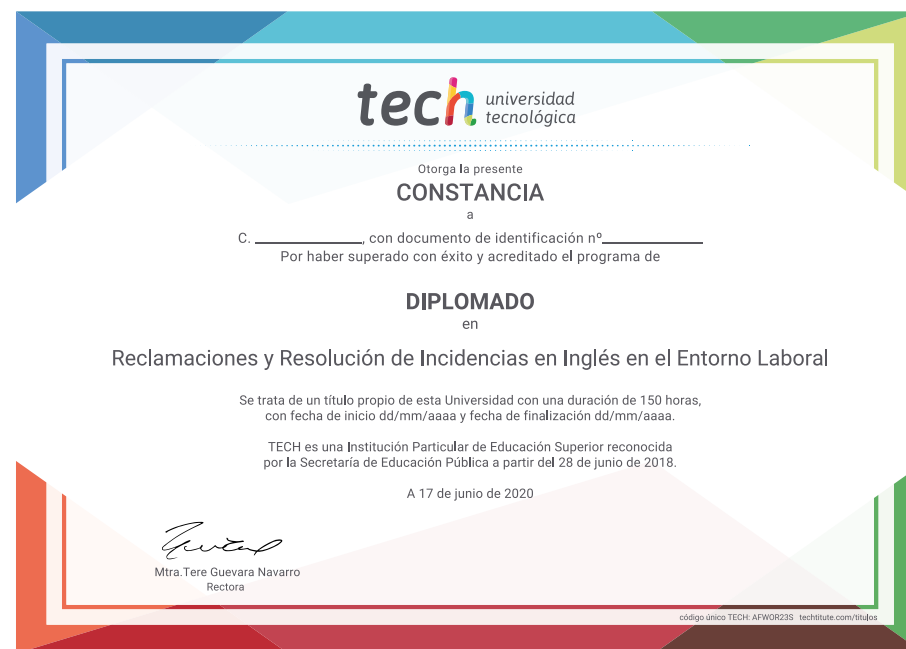 tech universidad
tecnológica
Otorga la presente
CONSTANCIA
a
C. ______________, con documento de identificación nº_____________
Por haber superado con éxito y acreditado el programa de
DIPLOMADO
en
Reclamaciones y Resolución de Incidencias en Inglés en el Entorno Laboral
Se trata de un título propio de esta Universidad con una duración de 150 horas,
con fecha de inicio dd/mm/aaaa y fecha de finalización dd/mm/aaaa.
TECH es una Institución Particular de Educación Superior reconocida
por la Secretaría de Educación Pública a partir del 28 de junio de 2018.
A 17 de junio de 2020
Mtra.Tere Guevara Navarro
Rectora
código único TECH: AFWOR23S techtitute.com/titulos